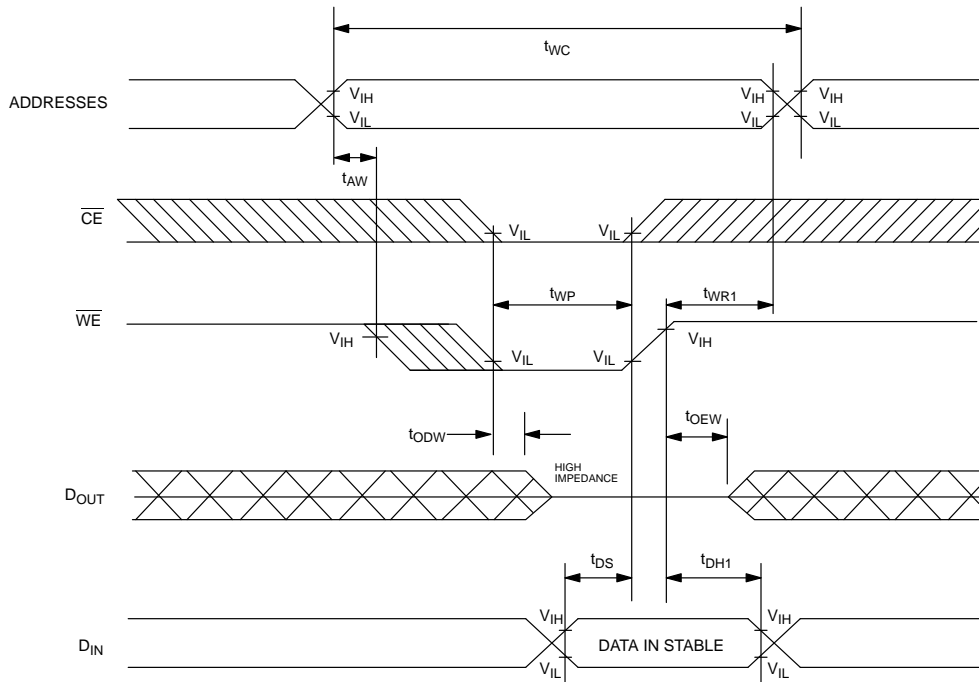 tWC
ADDRESSES
VIH
VIL
VIH
VIL
VIH
VIL
tAW
CE
VIL
VIL
tWP
tWR1
WE
VIH
VIL
VIL
VIH
tODW
tOEW
HIGH
IMPEDANCE
DOUT
tDS
tDH1
DIN
VIH
VIL
DATA IN STABLE
VIH
VIL